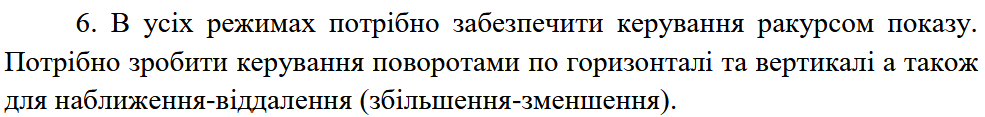 6. В усіх режимах потрібно забезпечити керування ракурсом показу.
Потрібно зробити керування поворотами по горизонталі та вертикалі а також
для наближення-віддалення (збільшення-зменшення).